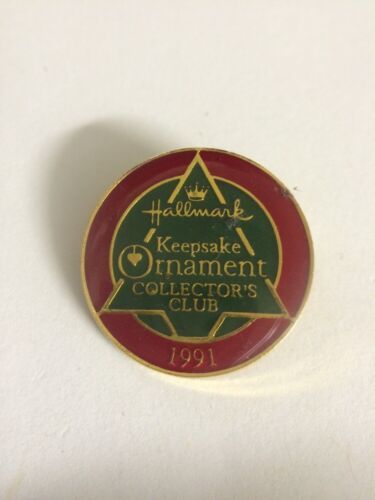 Hallmark
Keepsake
Ornament
COLLECTOR'S
CLUB
1991